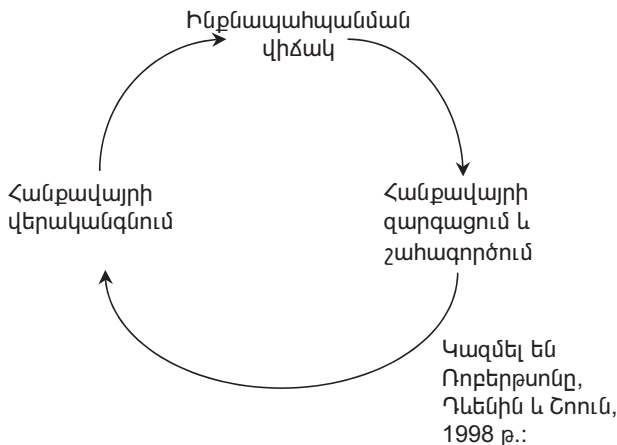 Ինքնապահպանման
վիճակ
Հանքավայրի
վերականգնում
Հանքավայրի
զարգացում և
շահագործում
Կազմել են
Ռոբերթսոնը,
Դևենին և Շոուն,
1998 թ.: